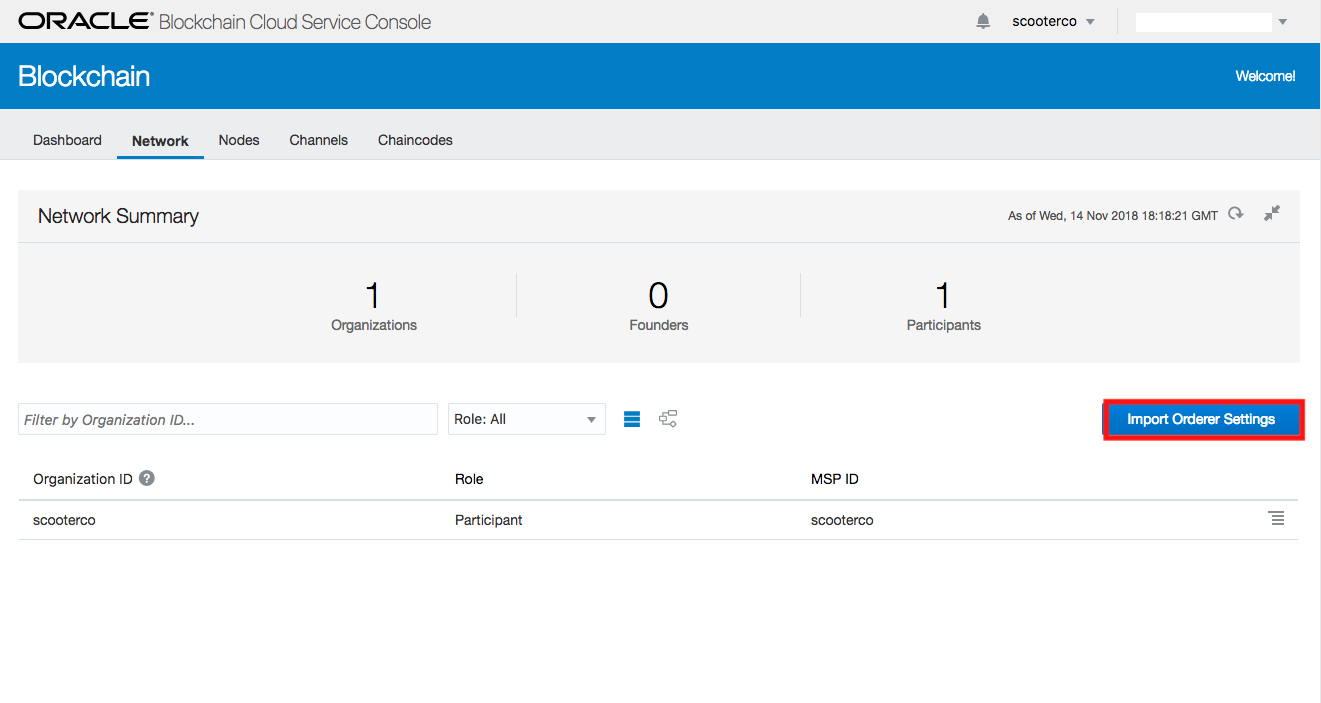 ORACLE® Blockchain Cloud Service Console scooterco
Blockchain Welcome!
Dashboard Network Nodes Channels Chaincodes
Network Summary As of Wed, 14 Nov 2018 18:18:21 GMT
1 0 1
Organizations Founders Participants
Filter by Organization ID... Role: All Import Orderer Settings
Organization ID ? Role MSP ID
scooterco Participant scooterco